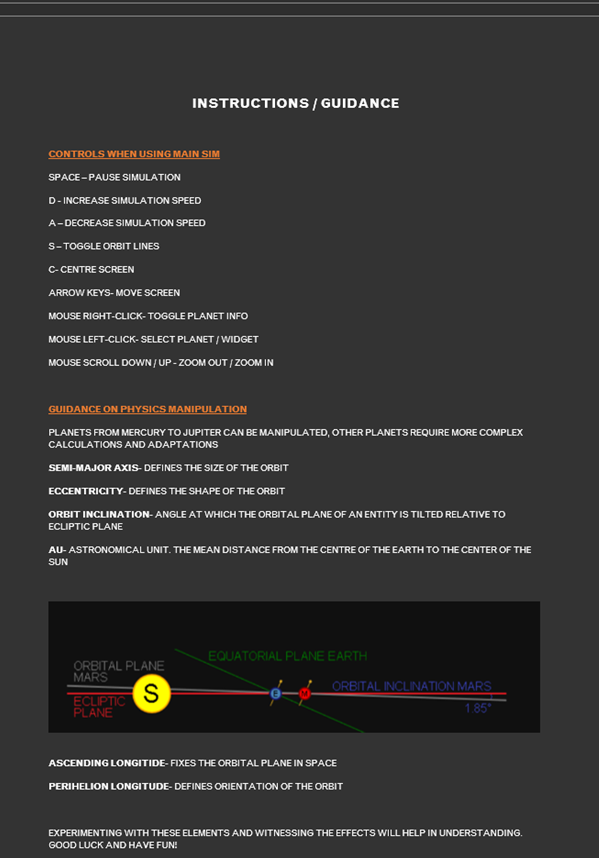 INSTRUCTIONS / GUIDANCE
CONTROLS WHEN USING MAIN SIM
SPACE – PAUSE SIMULATION
D - INCREASE SIMULATION SPEED
A – DECREASE SIMULATION SPEED
S – TOGGLE ORBIT LINES
C- CENTRE SCREEN
ARROW KEYS- MOVE SCREEN
MOUSE RIGHT-CLICK- TOGGLE PLANET INFO
MOUSE LEFT-CLICK- SELECT PLANET / WIDGET
MOUSE SCROLL DOWN / UP - ZOOM OUT / ZOOM IN
GUIDANCE ON PHYSICS MANIPULATION
PLANETS FROM MERCURY TO JUPITER CAN BE MANIPULATED, OTHER PLANETS REQUIRE MORE COMPLEX
CALCULATIONS AND ADAPTATIONS
SEMI-MAJOR AXIS- DEFINES THE SIZE OF THE ORBIT
ECCENTRICITY- DEFINES THE SHAPE OF THE ORBIT
ORBIT INCLINATION- ANGLE AT WHICH THE ORBITAL PLANE OF AN ENTITY IS TILTED RELATIVE TO
ECLIPTIC PLANE
AU- ASTRONOMICAL UNIT. THE MEAN DISTANCE FROM THE CENTRE OF THE EARTH TO THE CENTER OF THE
SUN
EQUATORIAL PLANE EARTH
ORBITAL PLANE
MARS
S
E
M
ORBITAL INCLINATION MARS
ECLIPTIC
PLANE
1.85°
ASCENDING LONGITIDE- FIXES THE ORBITAL PLANE IN SPACE
PERIHELION LONGITUDE- DEFINES ORIENTATION OF THE ORBIT
EXPERIMENTING WITH THESE ELEMENTS AND WITNESSING THE EFFECTS WILL HELP IN UNDERSTANDING.
GOOD LUCK AND HAVE FUN!